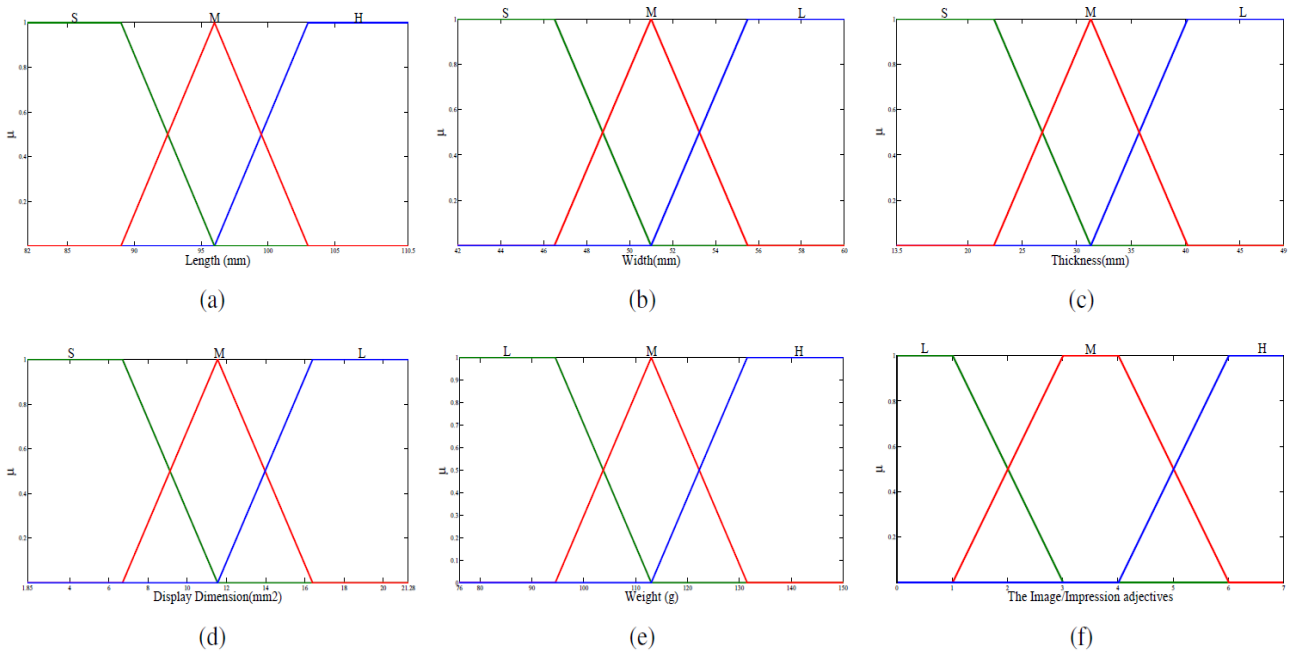 S M H
1
0.8
0.6
μ
0.4
0.2
82 85 90 95 100 105 110.5
Length (mm)
(a)
S M L
1
0.8
0.6
μ
0.4
0.2
42 44 46 48 50 52 54 56 58 60
Width(mm)
(b)
S M L
1
0.8
0.6
μ
0.4
0.2
13.5 20 25 30 35 40 45 49
Thickness(mm)
(c)
S M L
1
0.8
0.6
μ
0.4
0.2
1.85 4 6 8 10 12 14 16 18 20 21.28
Display Dimension(mm2)
(d)
L M H
1
0.9
0.8
0.7
0.6
0.5
μ
0.4
0.3
0.2
0.1
0
76 80 90 100 110 120 130 140 150
Weight (g)
(e)
L M H
1
0.8
0.6
μ
0.4
0.2
0 1 2 3 4 5 6 7
The Image/Impression adjectives
(f)